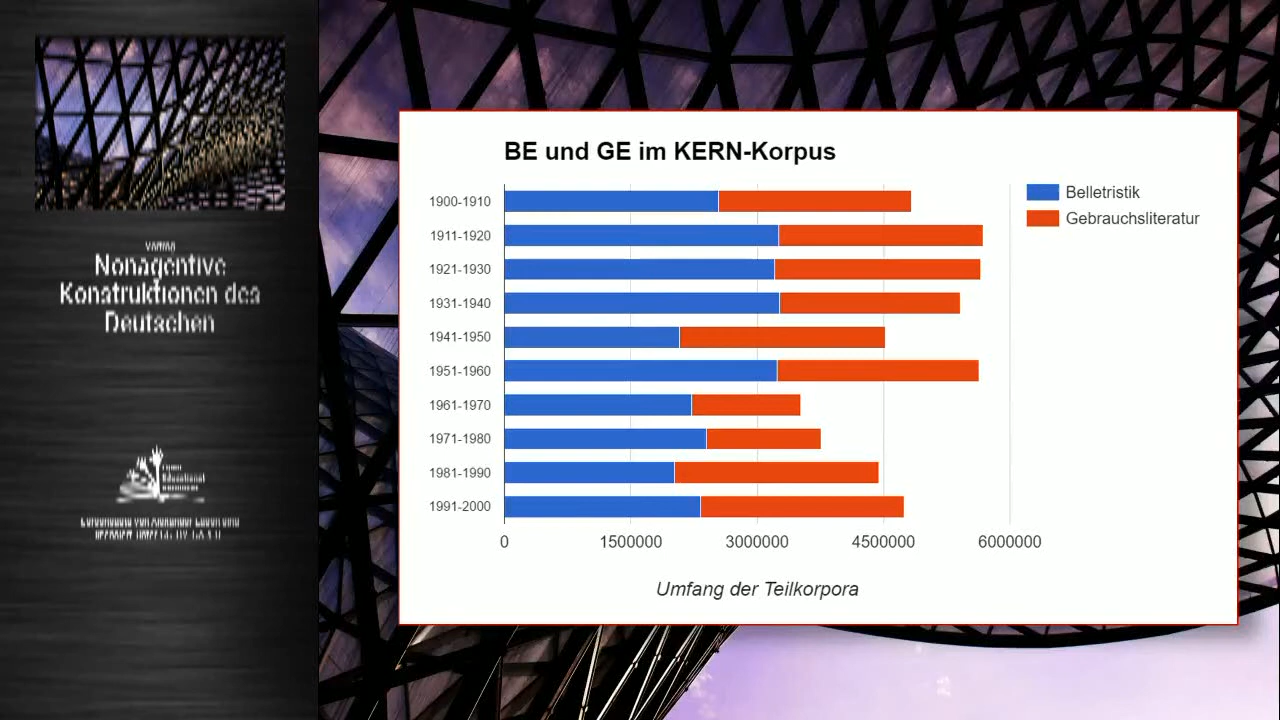 Vortrag
Nonagentive
Konstruktionen des
Deutschen
BE und GE im KERN-Korpus
Belletristik
Gebrauchsliteratur
1900-1910
1911-1920
1921-1930
1931-1940
1941-1950
1951-1960
1961-1970
1971-1980
1981-1990
1991-2000
0 1500000 3000000 4500000 6000000
Umfang der Teilkorpora